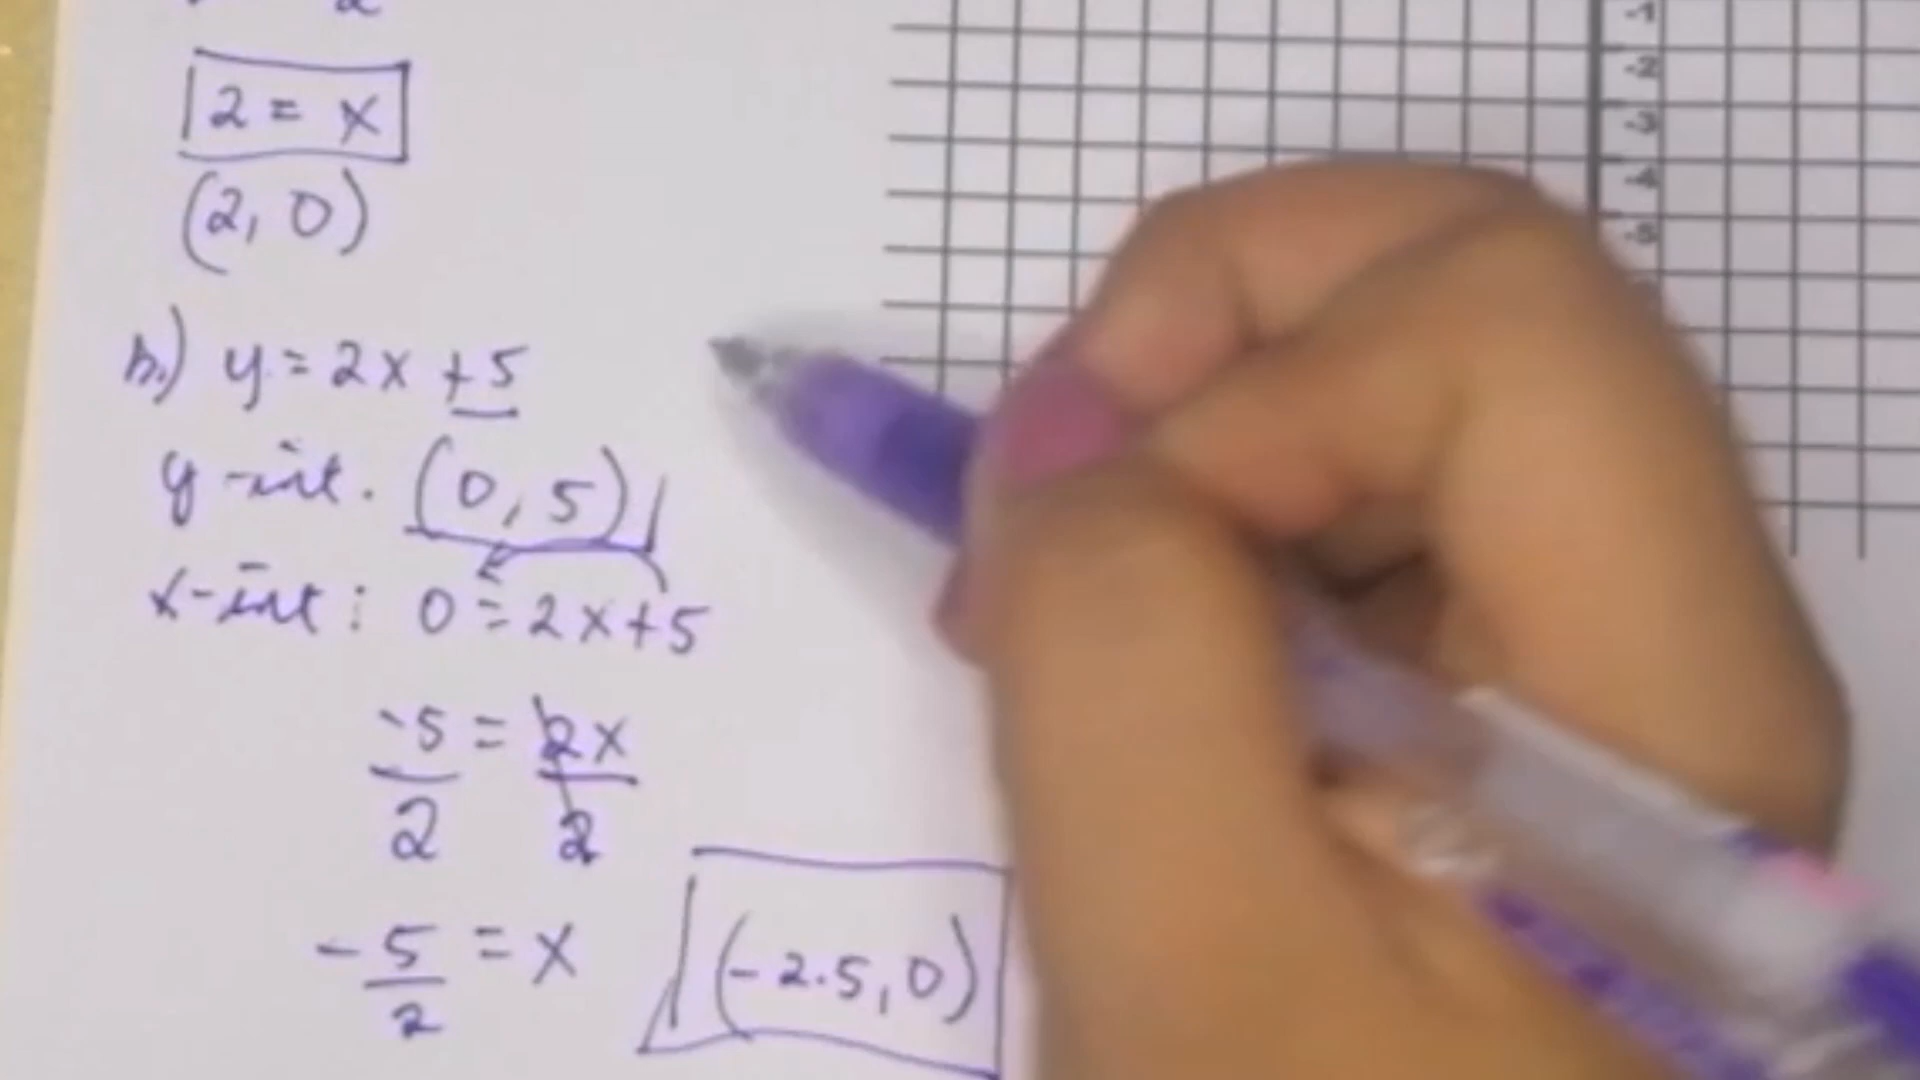 2
2 = x
(2, 0)
b.) y = 2x + 5
y-int. (0, 5)
x-int: 0 = 2x + 5
-5 = 2x
2 2
-5 = x
2
(-2.5, 0)
-1
-2
-3
-4
-5